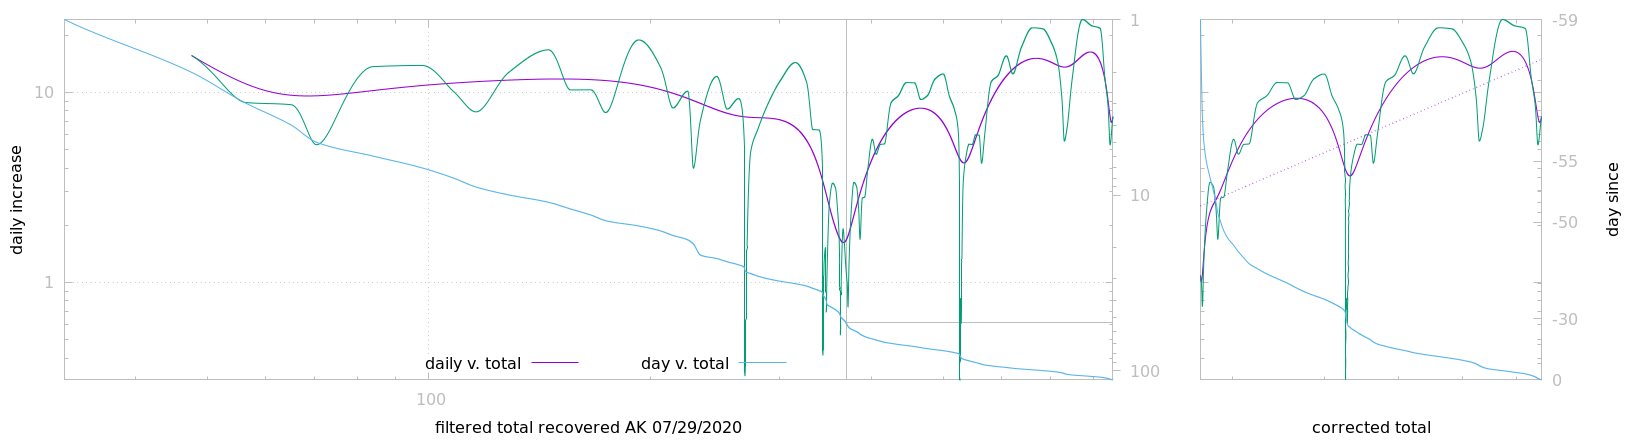 1
-59
10
daily increase
-55
day since
10
-50
1
-30
daily v. total
day v. total
100
0
100
filtered total recovered AK 07/29/2020
corrected total